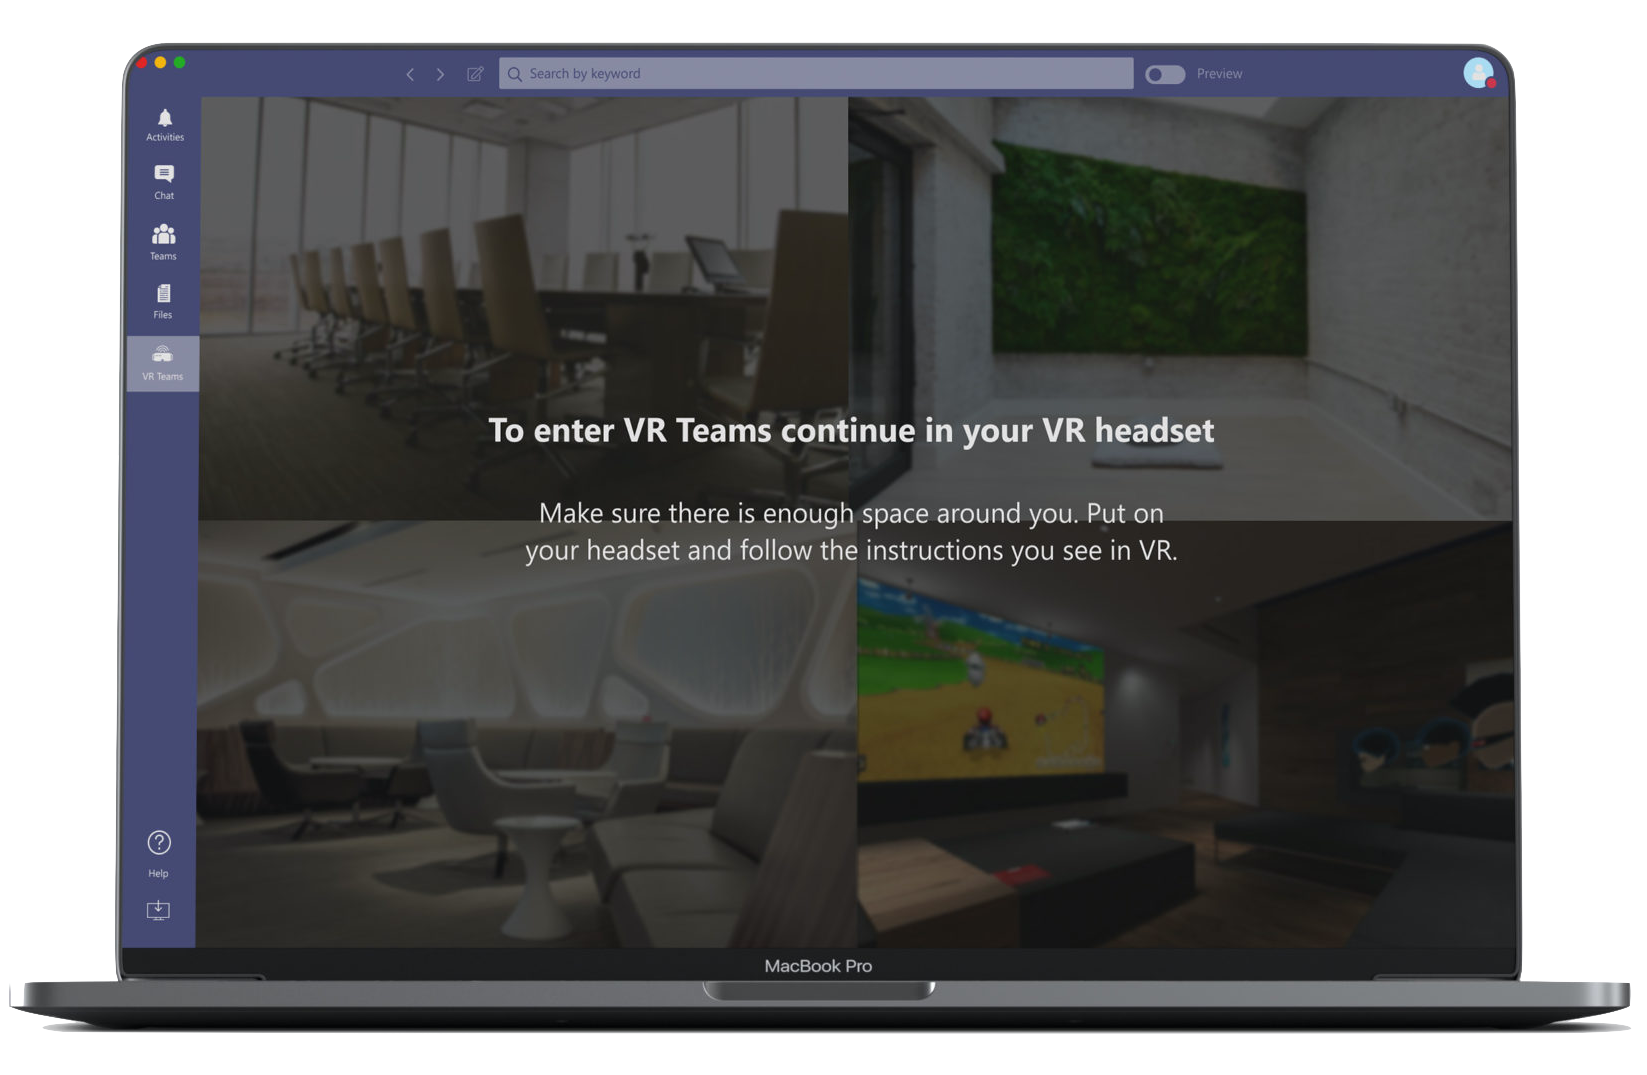 Search by keyword
Preview
Activities
Chat
Teams
Files
VR Teams
To enter VR Teams continue in your VR headset
Make sure there is enough space around you. Put on
your headset and follow the instructions you see in VR.
Help
MacBook Pro